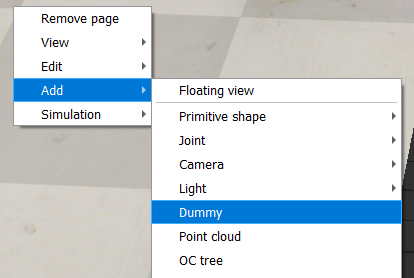 Remove page
View
Edit
Add
Simulation
Floating view
Primitive shape
Joint
Camera
Light
Dummy
Point cloud
OC tree